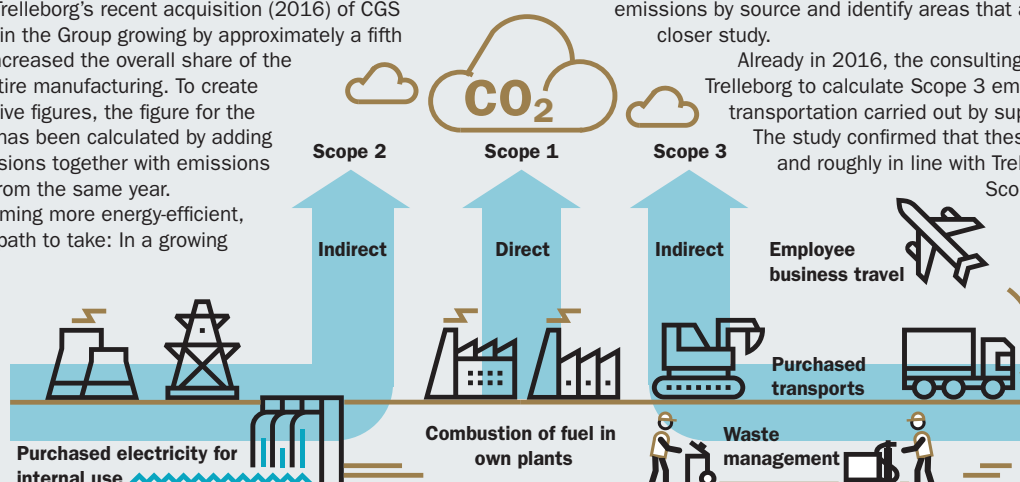 Trelleborg's recent acquisition (2016) of CGS
in the Group growing by approximately a fifth
ncreased the overall share of the
tire manufacturing. To create
ive figures, the figure for the
has been calculated by adding
sions together with emissions
rom the same year.
ming more energy-efficient,
path to take: In a growing
emissions by source and identify areas that a
closer study.
Already in 2016, the consulting
Trelleborg to calculate Scope 3 em
transportation carried out by sup
The study confirmed that thes
and roughly in line with Trel
Sco
CO2
Scope 2
Scope 1
Scope 3
Indirect
Direct
Indirect
Employee
business travel
Purchased
transports
Purchased electricity for
internal use
Combustion of fuel in
own plants
Waste
management